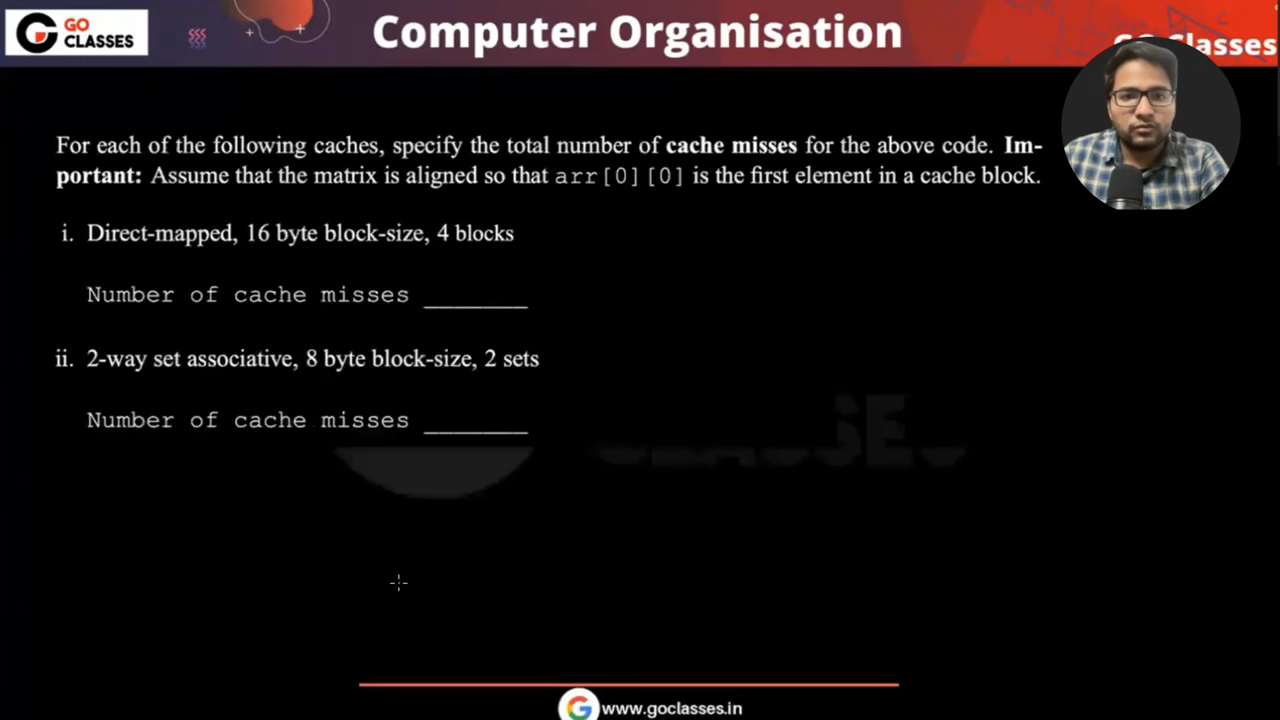 GO
CLASSES
Computer Organisation
GO Classes
For each of the following caches, specify the total number of cache misses for the above code. Im-
portant: Assume that the matrix is aligned so that arr[0][0] is the first element in a cache block.
i. Direct-mapped, 16 byte block-size, 4 blocks
Number of cache misses ________
ii. 2-way set associative, 8 byte block-size, 2 sets
Number of cache misses ________
www.goclasses.in